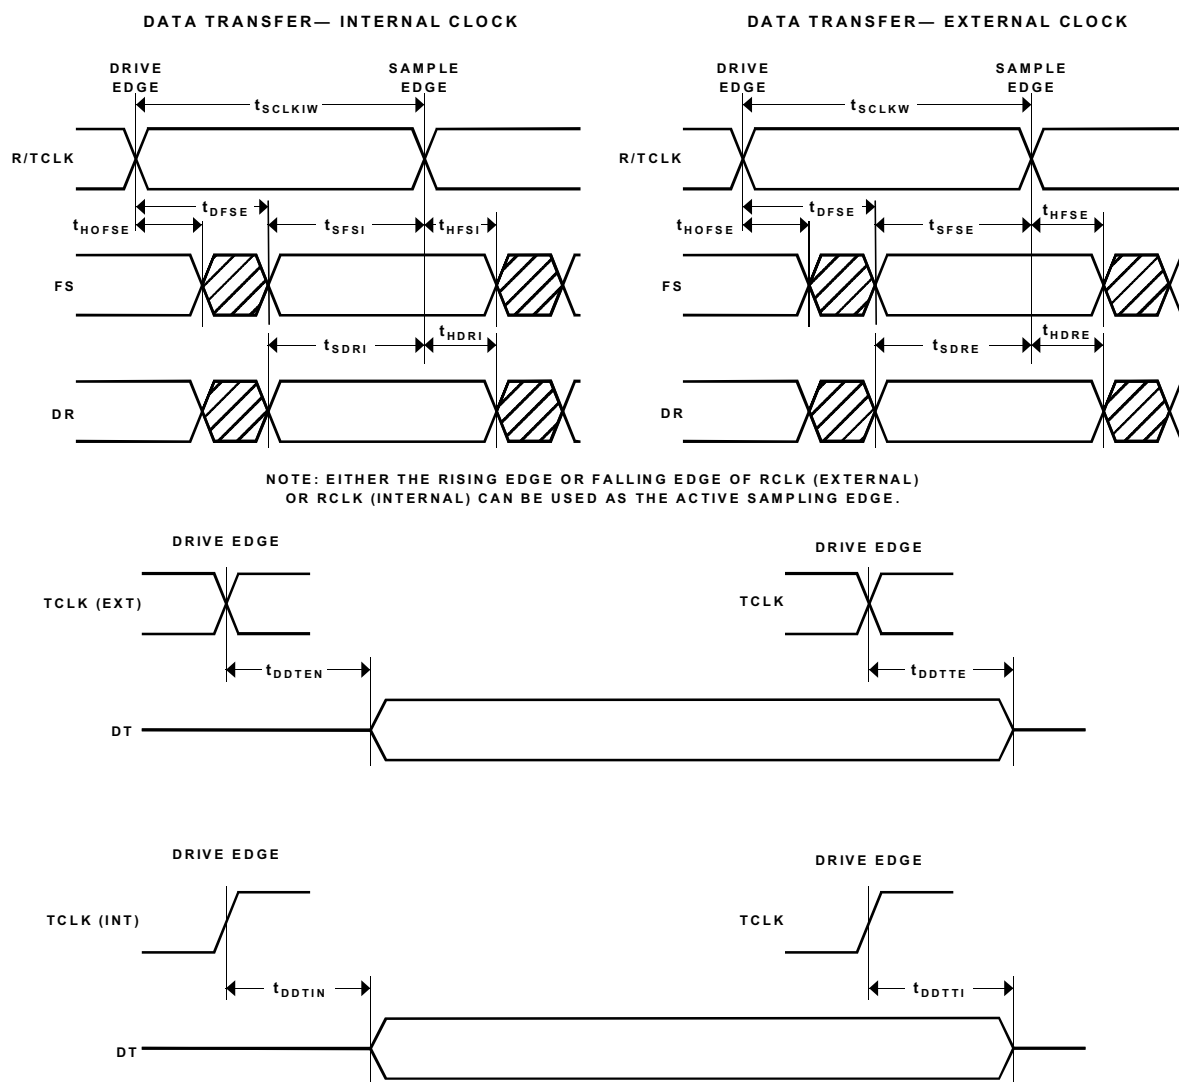 DATA TRANSFER— INTERNAL CLOCK
DATA TRANSFER— EXTERNAL CLOCK
DRIVE EDGE
SAMPLE EDGE
tSCLKIW
R/TCLK
tDFSE
tHOFSE
tSFSI
tHFSI
FS
tSDRI
tHDRI
DR
DRIVE EDGE
SAMPLE EDGE
tSCLKW
R/TCLK
tDFSE
tHOFSE
tSFSE
tHFSE
FS
tSDRE
tHDRE
DR
NOTE: EITHER THE RISING EDGE OR FALLING EDGE OF RCLK (EXTERNAL)
OR RCLK (INTERNAL) CAN BE USED AS THE ACTIVE SAMPLING EDGE.
DRIVE EDGE
DRIVE EDGE
TCLK (EXT)
TCLK
tDDTEN
tDDTTE
DT
DRIVE EDGE
DRIVE EDGE
TCLK (INT)
TCLK
tDDTIN
tDDTTI
DT